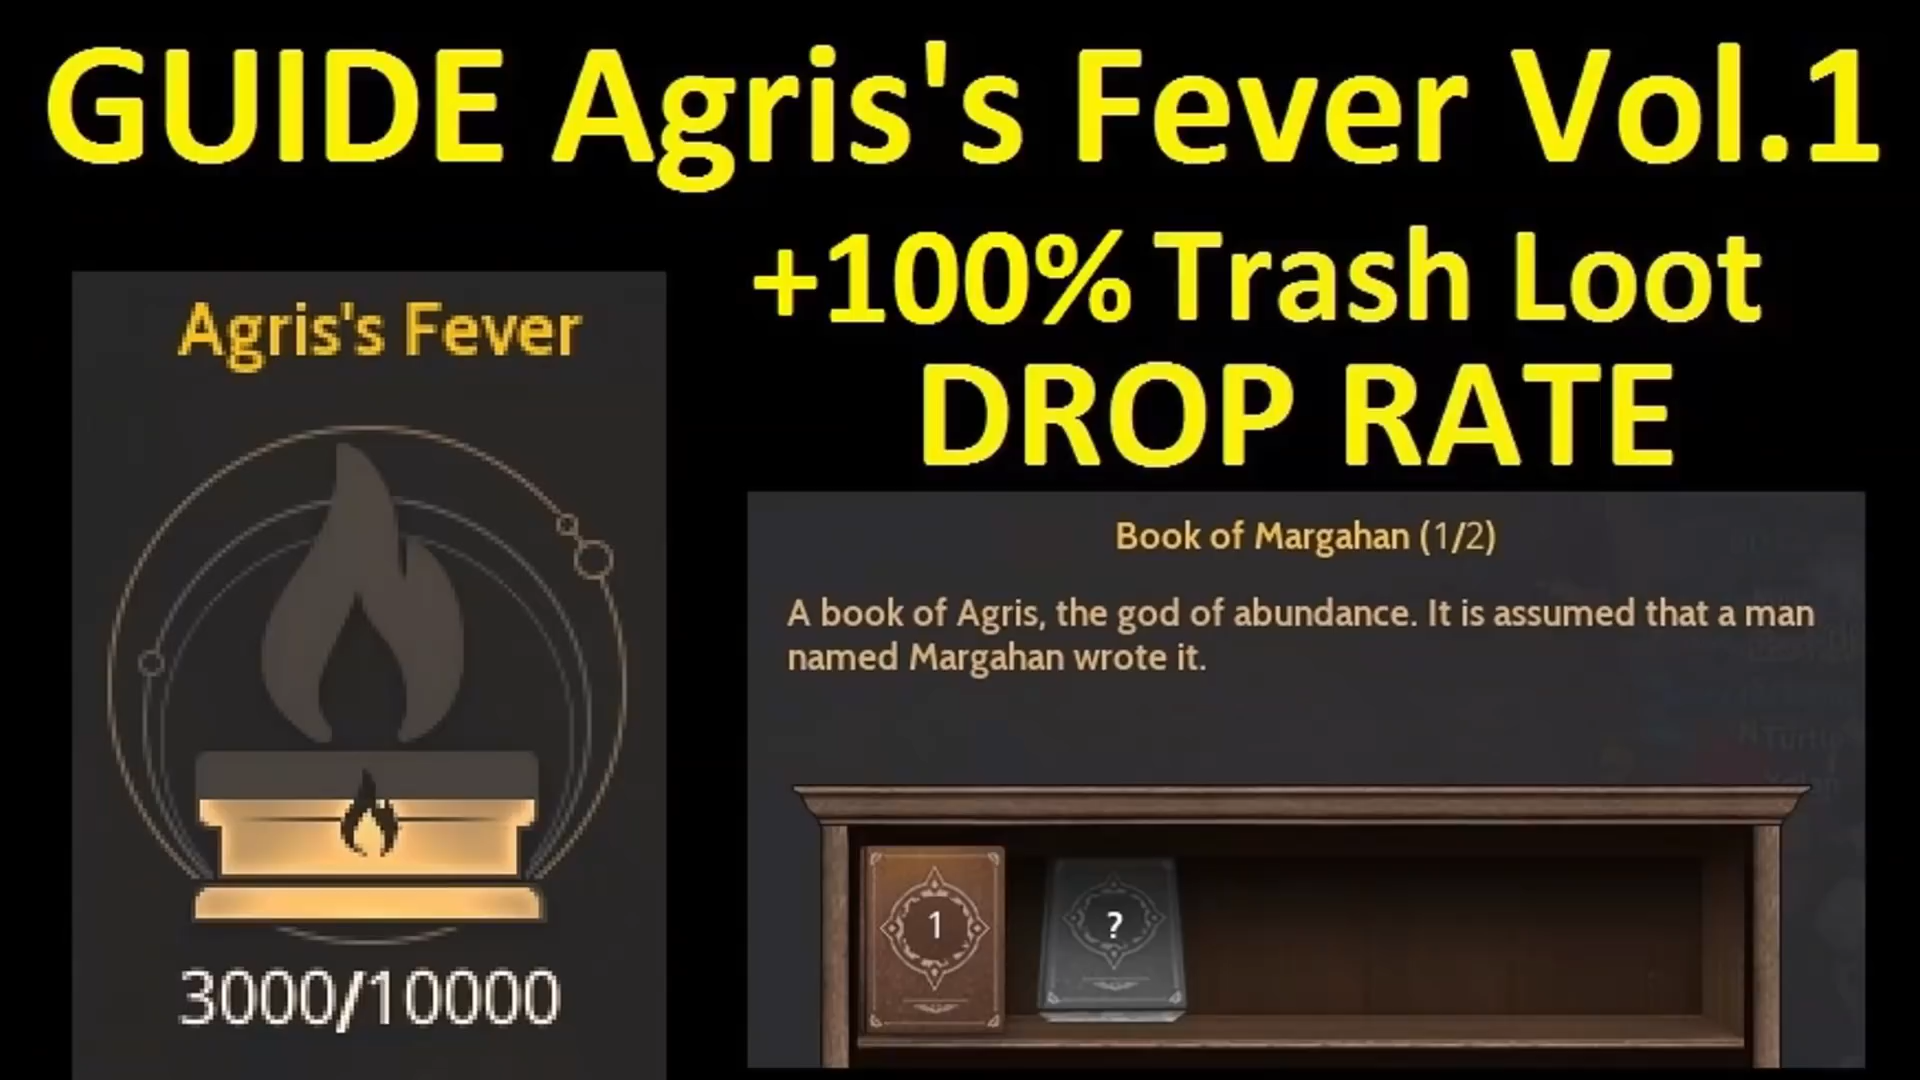 GUIDE Agris's Fever Vol.1
+100% Trash Loot
DROP RATE
Agris's Fever
3000/10000
Book of Margahan (1/2)
A book of Agris, the god of abundance. It is assumed that a man
named Margahan wrote it.
1
?